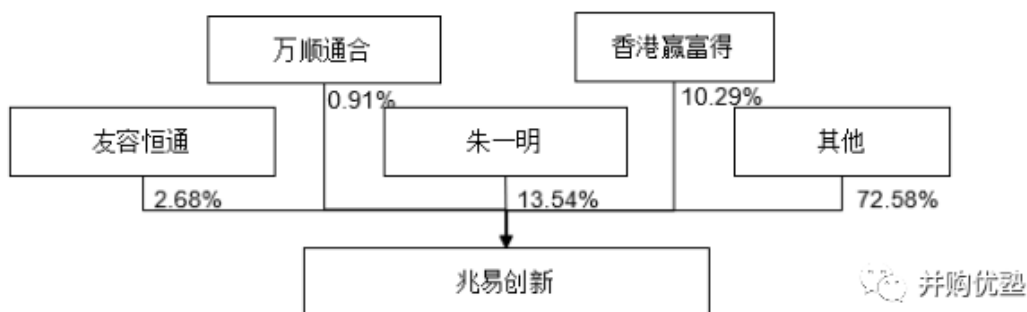 万顺通合
香港赢富得
0.91%
10.29%
友容恒通
朱一明
其他
2.68%
13.54%
72.58%
兆易创新
并购优塾